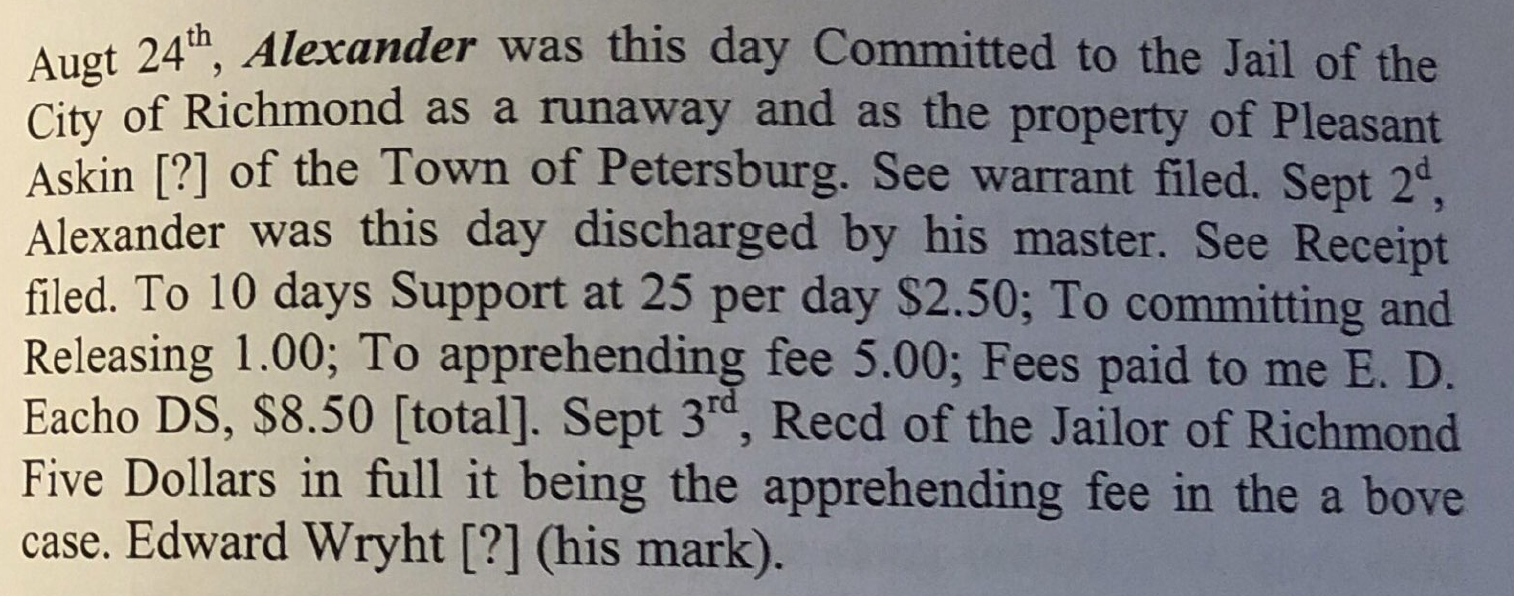 Augt 24th, Alexander was this day Committed to the Jail of the
City of Richmond as a runaway and as the property of Pleasant
Askin [?] of the Town of Petersburg. See warrant filed. Sept 2d,
Alexander was this day discharged by his master. See Receipt
filed. To 10 days Support at 25 per day $2.50; To committing and
Releasing 1.00; To apprehending fee 5.00; Fees paid to me E. D.
Eacho DS, $8.50 [total]. Sept 3rd, Recd of the Jailor of Richmond
Five Dollars in full it being the apprehending fee in the a bove
case. Edward Wryht [?] (his mark).